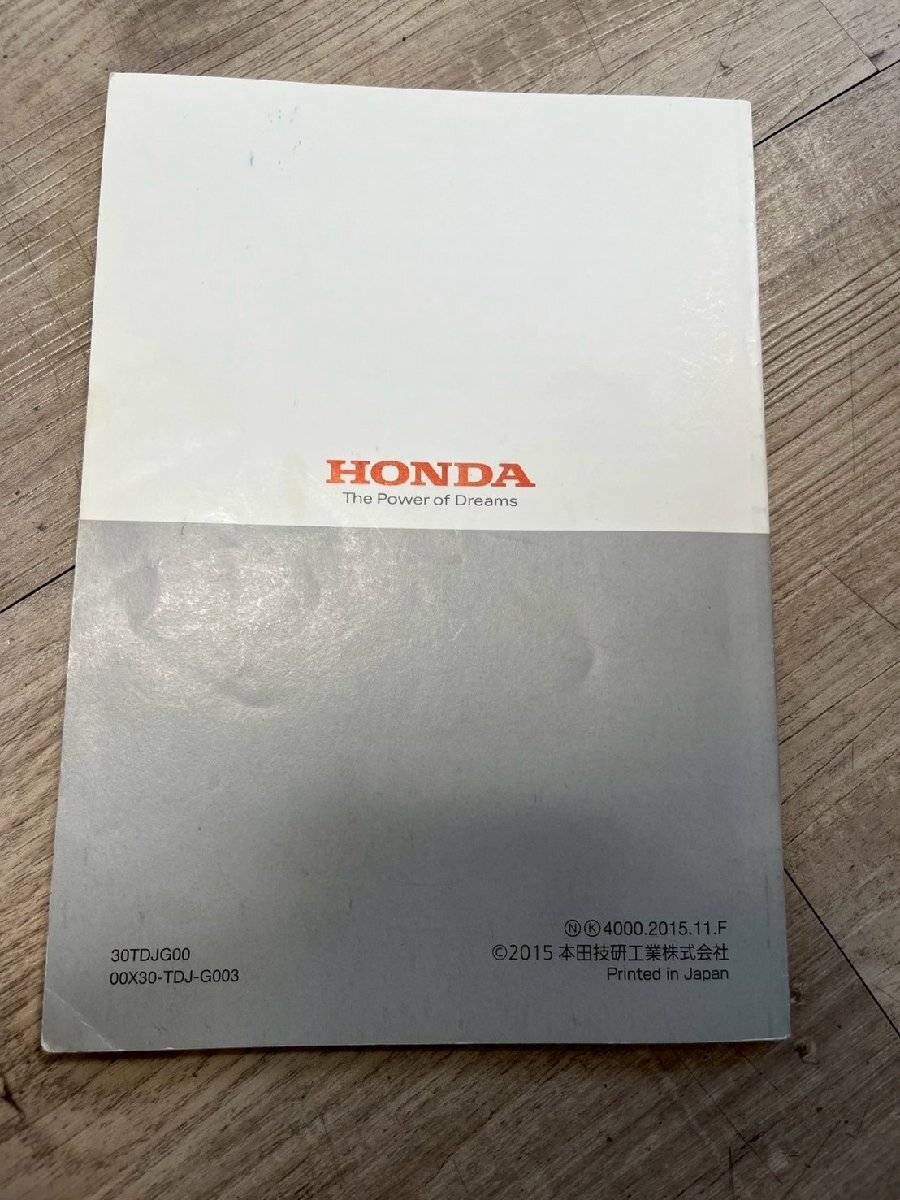 HONDA
The Power of Dreams
30TDJG00
00X30-TDJ-G003
ⓃⓀ4000.2015.11.F
©2015 本田技研工業株式会社
Printed in Japan